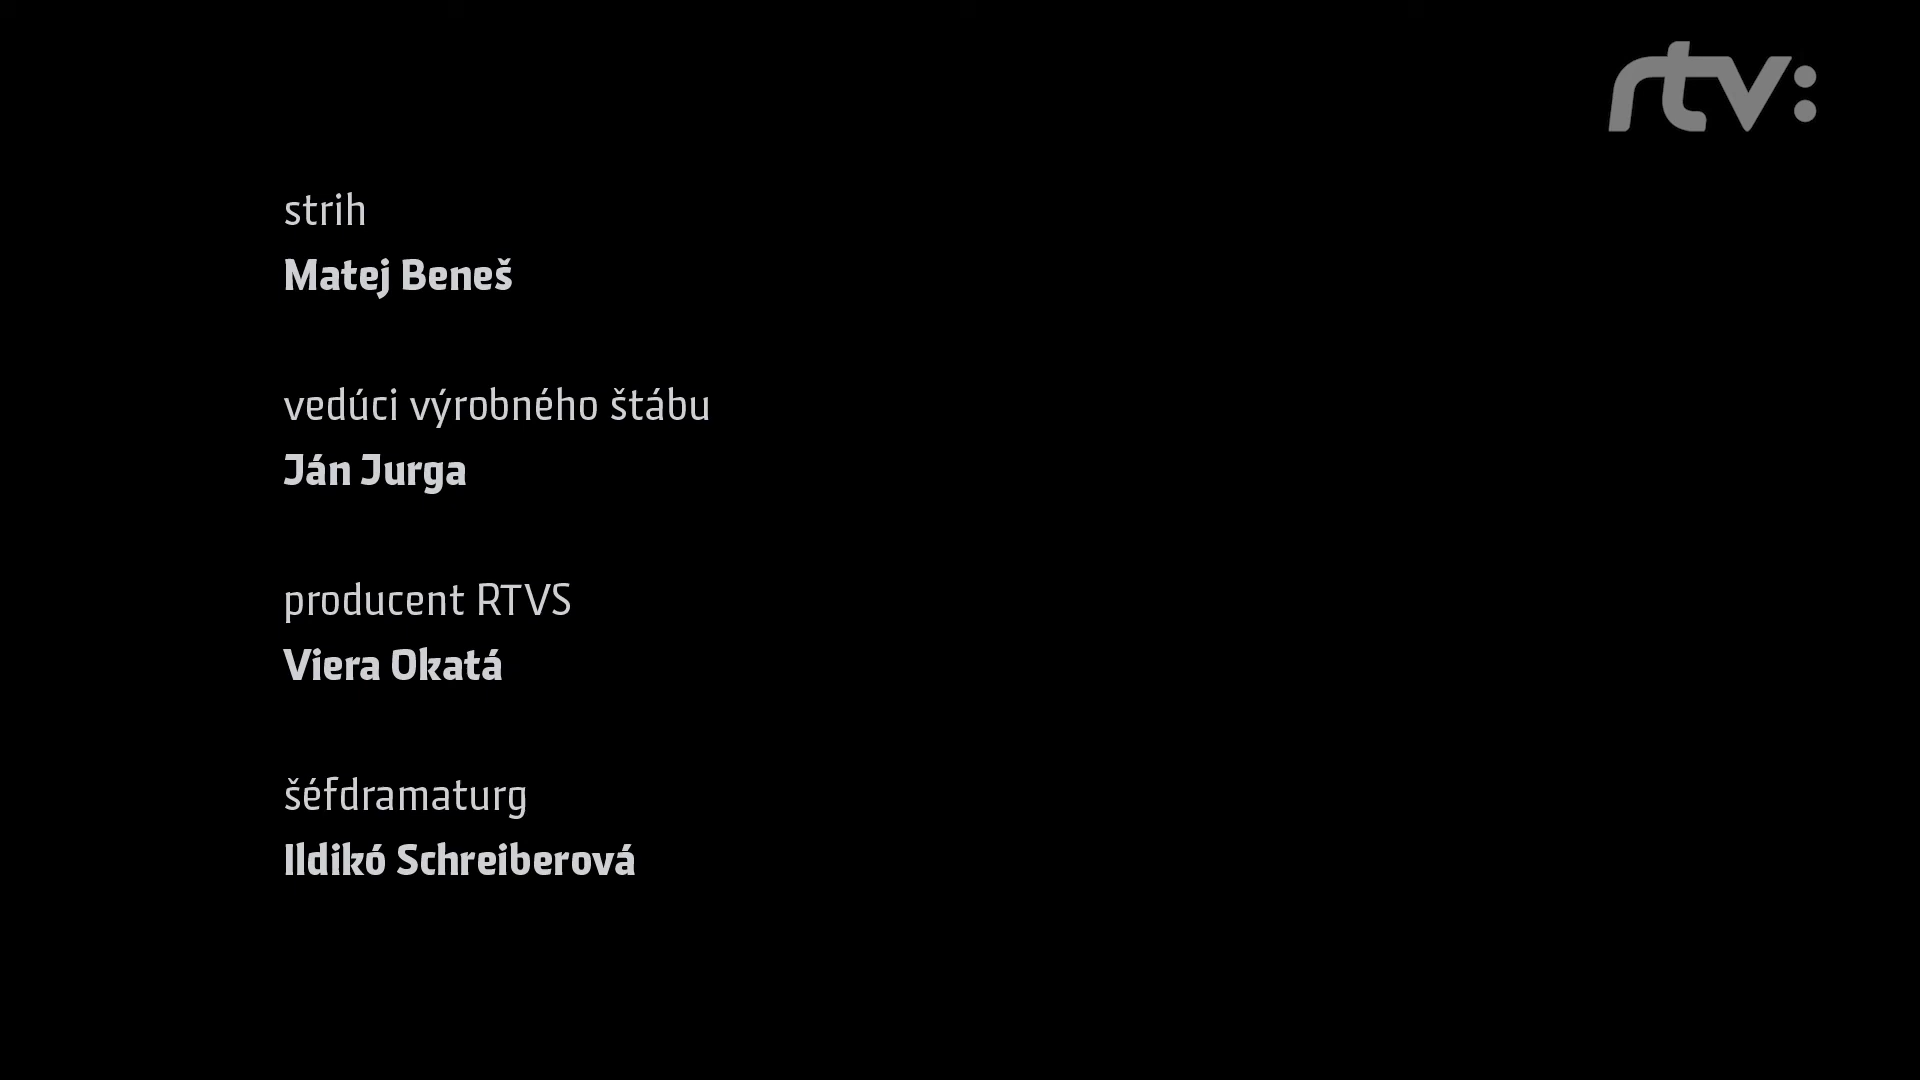 rtv:
strih
Matej Beneš
vedúci výrobného štábu
Ján Jurga
producent RTVS
Viera Okatá
šéfdramaturg
Ildikó Schreiberová